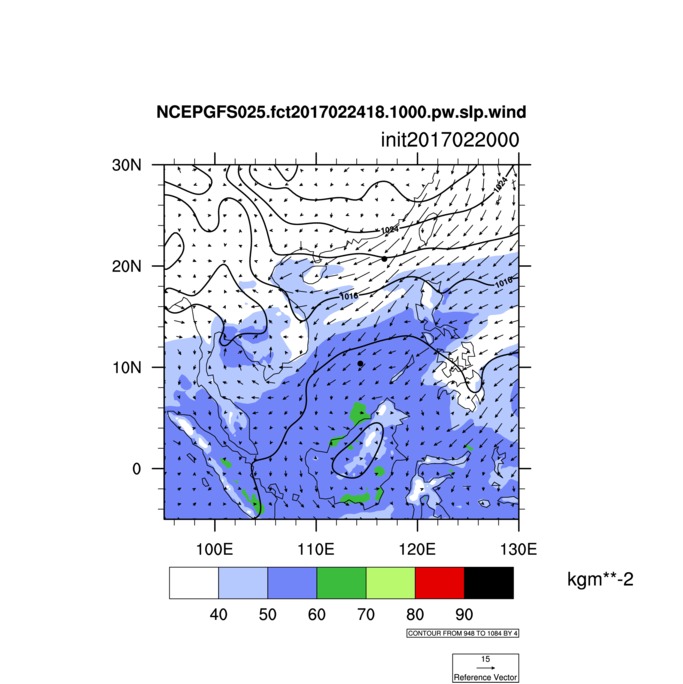 NCEPGFS025.fct2017022418.1000.pw.slp.wind
init2017022000
30N
1024
1024
20N
1016
1016
10N
0
100E 110E 120E 130E
kgm**-2
40 50 60 70 80 90
CONTOUR FROM 948 TO 1084 BY 4
15
Reference Vector